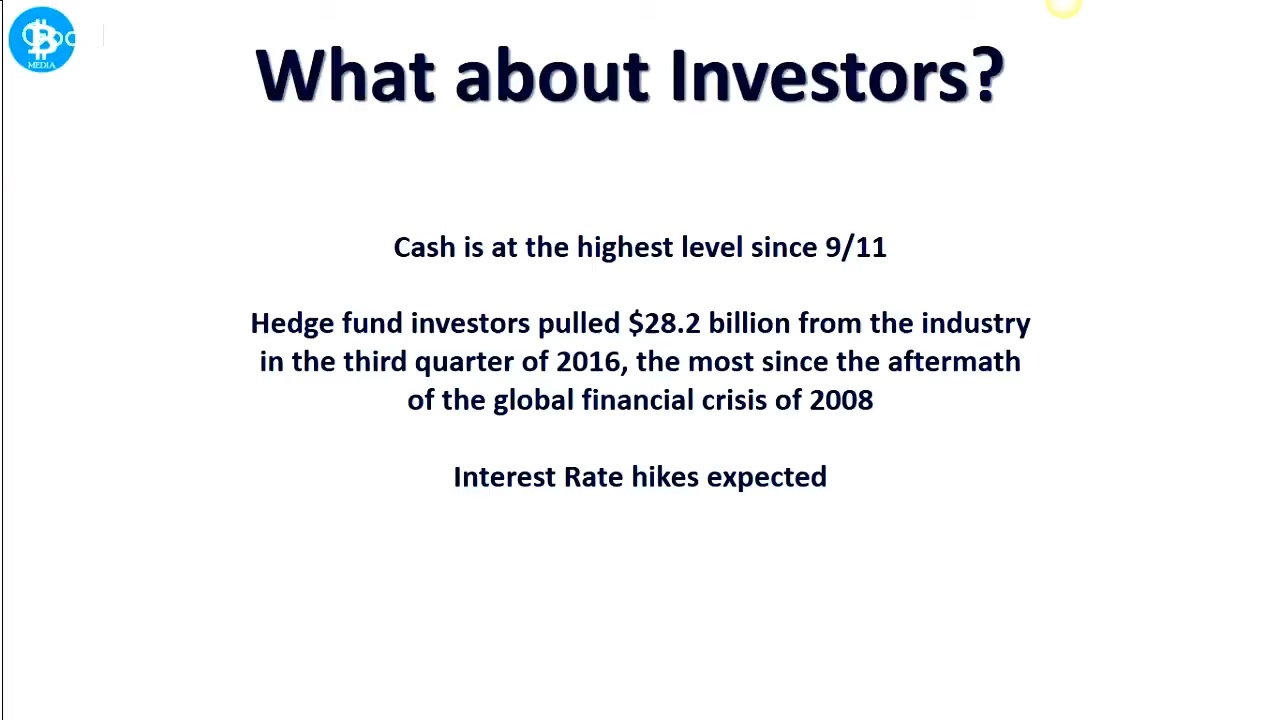 MEDIA
What about Investors?
Cash is at the highest level since 9/11
Hedge fund investors pulled $28.2 billion from the industry
in the third quarter of 2016, the most since the aftermath
of the global financial crisis of 2008
Interest Rate hikes expected